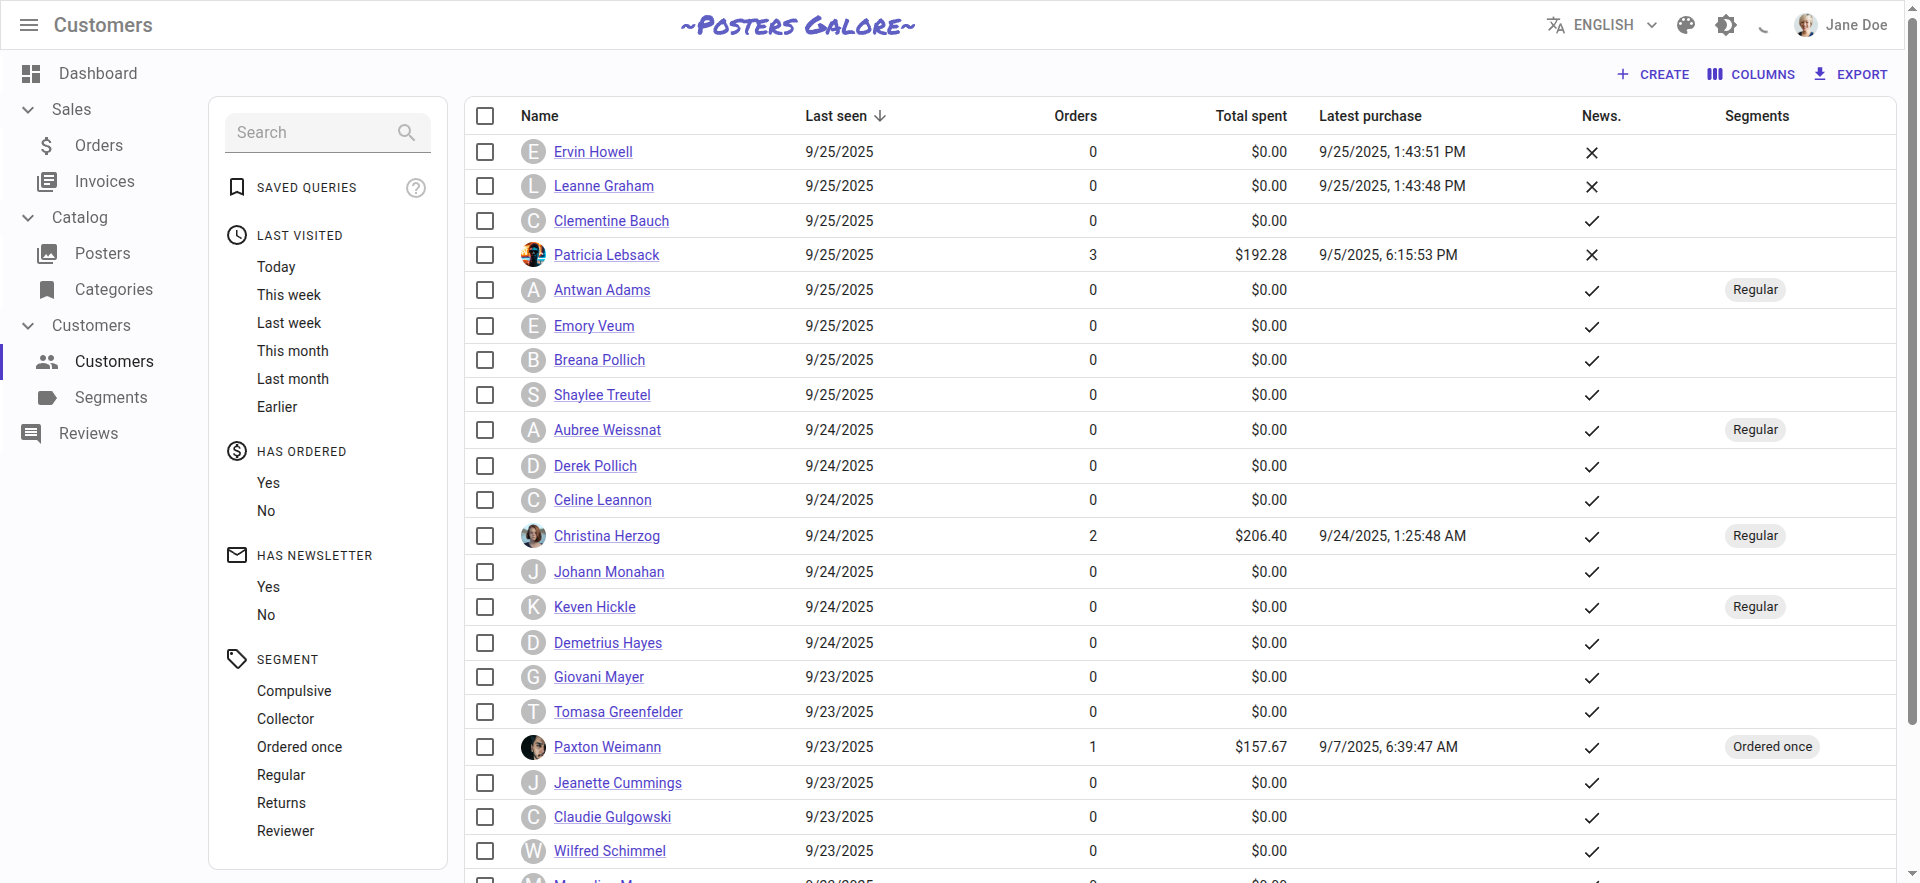 Customers
~Posters Galore~
ENGLISH
Jane Doe
Dashboard
Sales
Orders
Invoices
Catalog
Posters
Categories
Customers
Customers
Segments
Reviews
CREATE
COLUMNS
EXPORT
Search
SAVED QUERIES
LAST VISITED
Today
This week
Last week
This month
Last month
Earlier
HAS ORDERED
Yes
No
HAS NEWSLETTER
Yes
No
SEGMENT
Compulsive
Collector
Ordered once
Regular
Returns
Reviewer
Name Last seen Orders Total spent Latest purchase News. Segments
E Ervin Howell 9/25/2025 0 $0.00 9/25/2025, 1:43:51 PM
L Leanne Graham 9/25/2025 0 $0.00 9/25/2025, 1:43:48 PM
C Clementine Bauch 9/25/2025 0 $0.00
Patricia Lebsack 9/25/2025 3 $192.28 9/5/2025, 6:15:53 PM
A Antwan Adams 9/25/2025 0 $0.00 Regular
E Emory Veum 9/25/2025 0 $0.00
B Breana Pollich 9/25/2025 0 $0.00
S Shaylee Treutel 9/25/2025 0 $0.00
A Aubree Weissnat 9/24/2025 0 $0.00 Regular
D Derek Pollich 9/24/2025 0 $0.00
C Celine Leannon 9/24/2025 0 $0.00
Christina Herzog 9/24/2025 2 $206.40 9/24/2025, 1:25:48 AM Regular
J Johann Monahan 9/24/2025 0 $0.00
K Keven Hickle 9/24/2025 0 $0.00 Regular
D Demetrius Hayes 9/24/2025 0 $0.00
G Giovani Mayer 9/23/2025 0 $0.00
T Tomasa Greenfelder 9/23/2025 0 $0.00
Paxton Weimann 9/23/2025 1 $157.67 9/7/2025, 6:39:47 AM Ordered once
J Jeanette Cummings 9/23/2025 0 $0.00
C Claudie Gulgowski 9/23/2025 0 $0.00
W Wilfred Schimmel 9/23/2025 0 $0.00